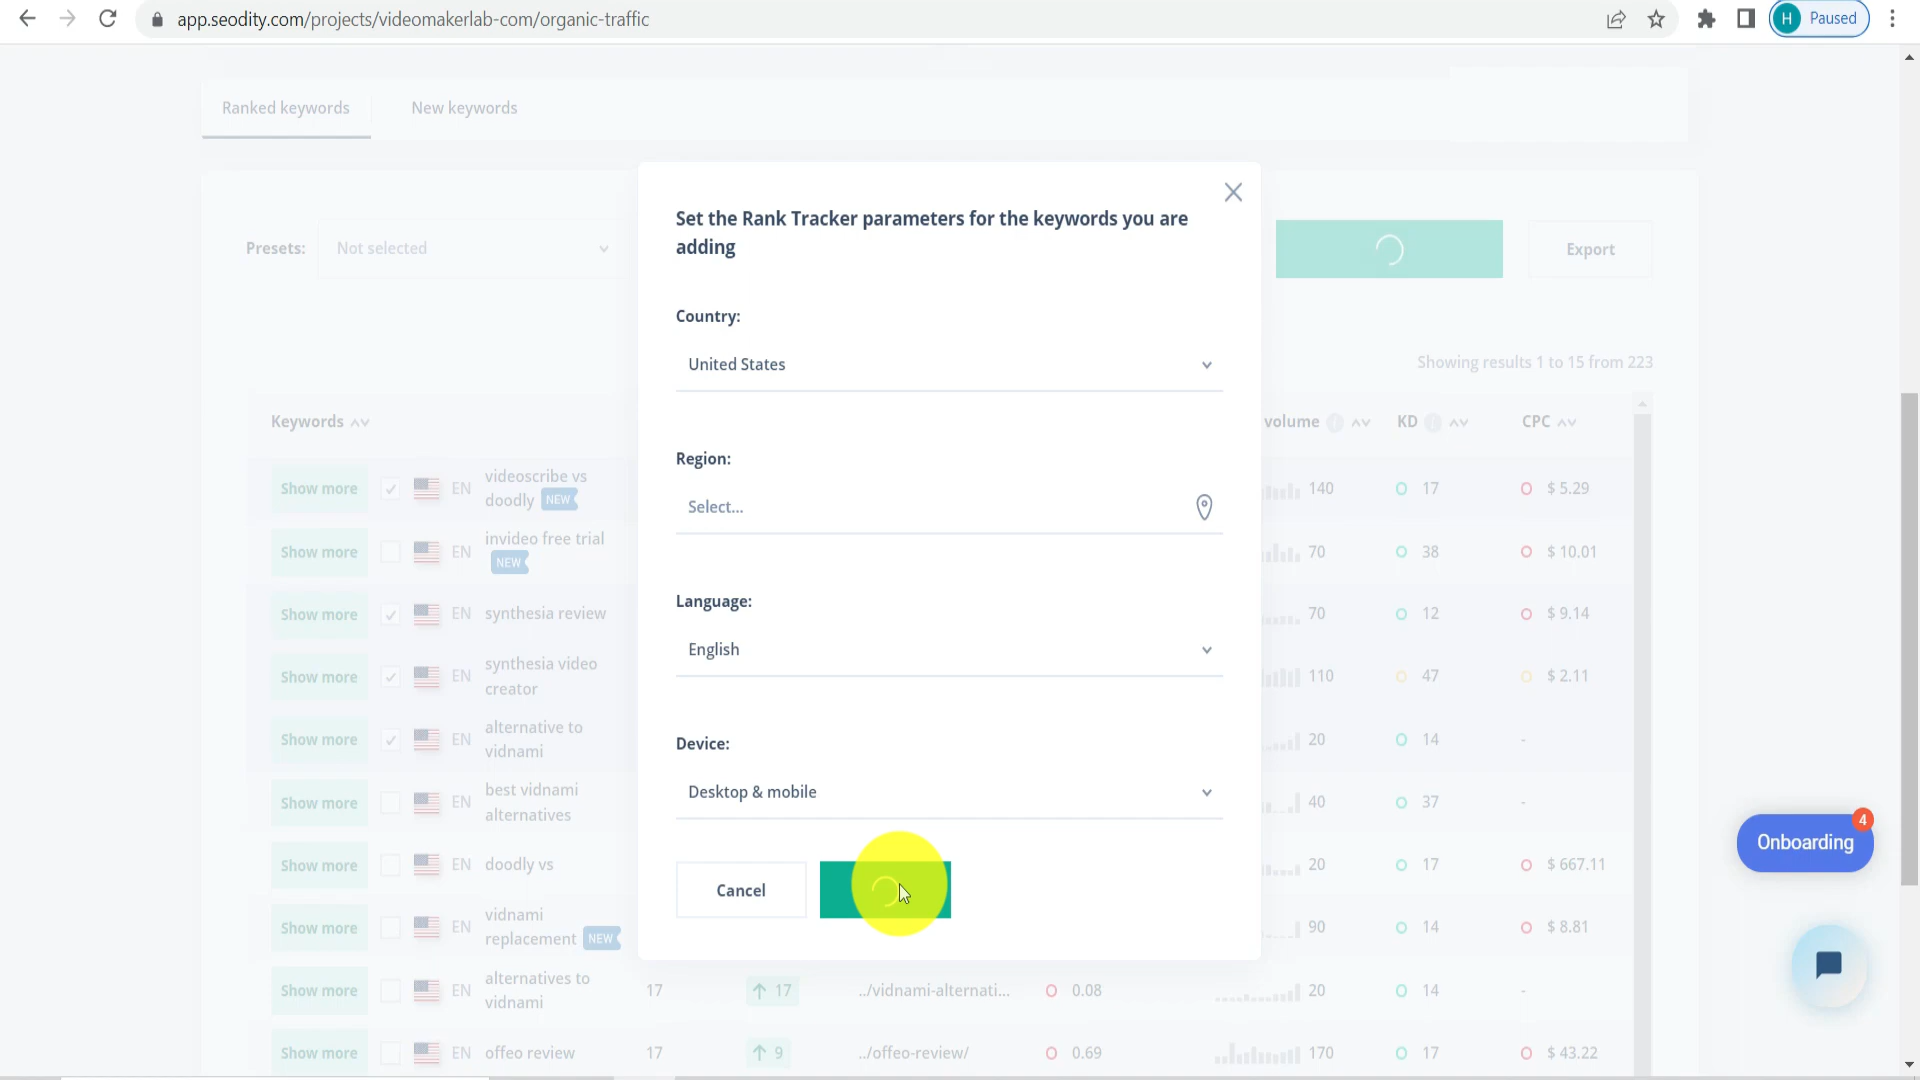 app.seodity.com/projects/videomakerlab-com/organic-traffic
H Paused
Ranked keywords New keywords
Set the Rank Tracker parameters for the keywords you are
adding
Presets: Not selected
Export
Country:
United States
Showing results 1 to 15 from 223
Keywords volume KD CPC
Region:
Select...
Show more EN videoscribe vs
doodly NEW 140 17 $ 5.29
Show more EN invideo free trial
NEW 70 38 $ 10.01
Language:
English
Show more EN synthesia review 70 12 $ 9.14
Show more EN synthesia video
creator 110 47 $ 2.11
Device:
Desktop & mobile
Show more EN alternative to
vidnami 20 14 -
Show more EN best vidnami
alternatives 40 37 -
Onboarding 4
Show more EN doodly vs 20 17 $ 667.11
Cancel
Show more EN vidnami
replacement NEW 90 14 $ 8.81
Show more EN alternatives to
vidnami 17 17 ../vidnami-alternati... 0.08 20 14 -
Show more EN offeo review 17 9 ../offeo-review/ 0.69 170 17 $ 43.22